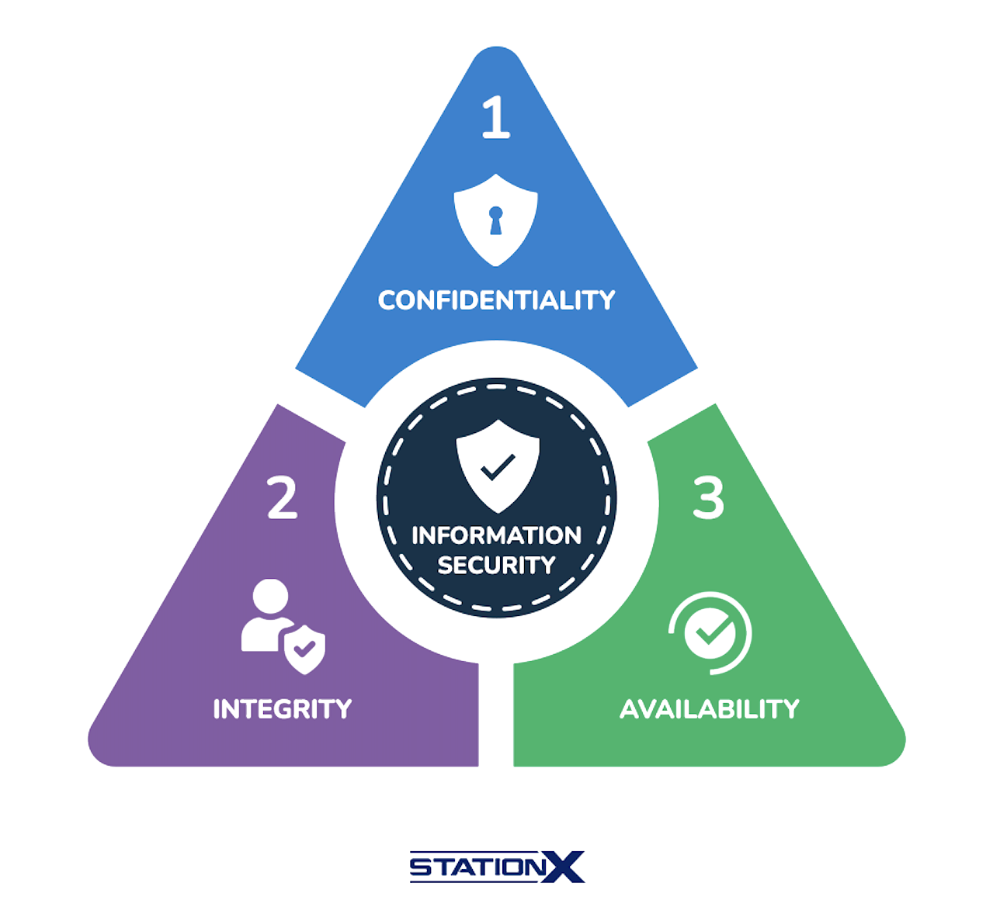 1
CONFIDENTIALITY
INFORMATION
SECURITY
2
INTEGRITY
3
AVAILABILITY
STATIONX